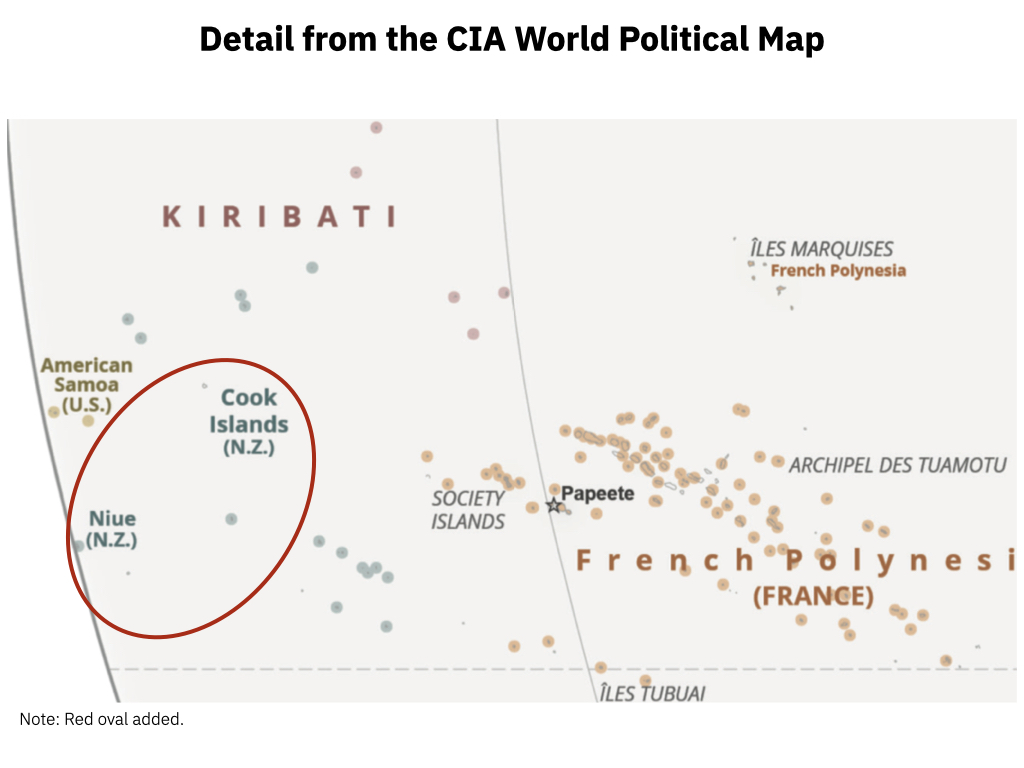 Detail from the CIA World Political Map
KIRIBATI
ÎLES MARQUISES
French Polynesia
American
Samoa
(U.S.)
Cook
Islands
(N.Z.)
ARCHIPEL DES TUAMOTU
SOCIETY
ISLANDS
Papeete
Niue
(N.Z.)
French Polynesi
(FRANCE)
ÎLES TUBUAI
Note: Red oval added.